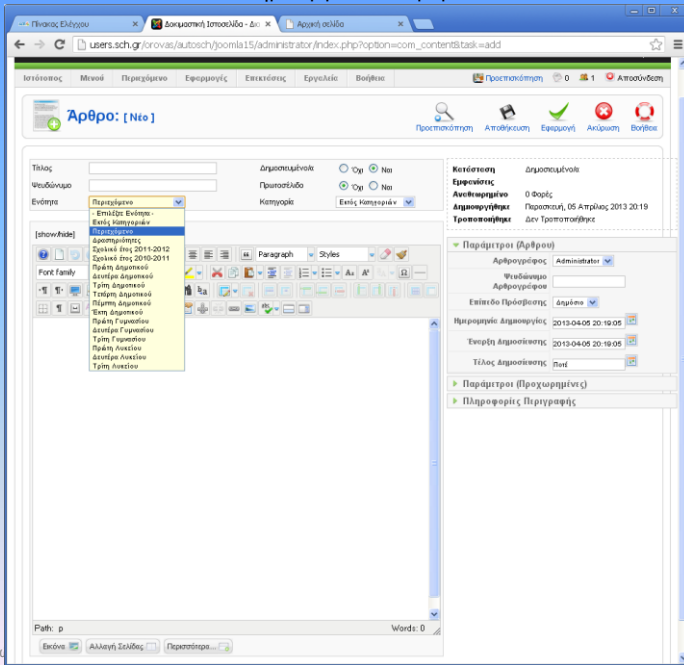 Πίνακας Ελέγχου
Δοκιμαστική Ιστοσελίδα - Διο
Αρχική σελίδα
users.sch.gr/orovas/autosch/joomla15/administrator/index.php?option=com_content&task=add
Ιστότοπος Μενού Περιεχόμενο Εφαρμογές Επεκτάσεις Εργαλεία Βοήθεια Προεπισκόπηση 0 1 Αποσύνδεση
Άρθρο: [ Νέο ]
Προεπισκόπηση Αποθήκευση Εφαρμογή Ακύρωση Βοήθεια
Τίτλος Δημοσιευμένο/α Όχι Ναι
Ψευδώνυμο Πρωτοσέλιδο Όχι Ναι
Ενότητα Περιεχόμενο Κατηγορία Εκτός Κατηγοριών
- Επιλέξτε Ενότητα -
Εκτός Κατηγοριών
Περιεχόμενο
Δραστηριότητες
Σχολικό έτος 2011-2012
Σχολικό έτος 2010-2011
Πρώτη Δημοτικού
Δευτέρα Δημοτικού
Τρίτη Δημοτικού
Τετάρτη Δημοτικού
Πέμπτη Δημοτικού
Έκτη Δημοτικού
Πρώτη Γυμνασίου
Δευτέρα Γυμνασίου
Τρίτη Γυμνασίου
Πρώτη Λυκείου
Δευτέρα Λυκείου
Τρίτη Λυκείου
[show/hide]
Paragraph Styles
Font family
Path: p Words: 0
Εικόνα Αλλαγή Σελίδας Περισσότερα...
Κατάσταση Δημοσιευμένο/α
Εμφανίσεις
Αναθεωρημένο 0 Φορές
Δημιουργήθηκε Παρασκευή, 05 Απρίλιος 2013 20:19
Τροποποιήθηκε Δεν Τροποποιήθηκε
Παράμετροι (Άρθρου)
Αρθρογράφος Administrator
Ψευδώνυμο Αρθρογράφου
Επίπεδο Πρόσβασης Δημόσιο
Ημερομηνία Δημιουργίας 2013-04-05 20:19:05
Έναρξη Δημοσίευσης 2013-04-05 20:19:05
Τέλος Δημοσίευσης Ποτέ
Παράμετροι (Προχωρημένες)
Πληροφορίες Περιγραφής